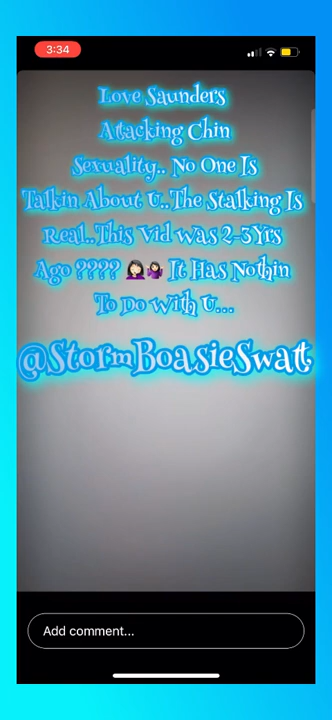 3:34
Love Saunders
Attacking Chin
Sexuality.. No One Is
Talkin About U..The Stalking Is
Real..This Vid Was 2-3Yrs
Ago ???? 🤦🏻‍♀️ 🤷🏻‍♀️ It Has Nothin
To Do With U...
@StormBoasieSwatt
Add comment...